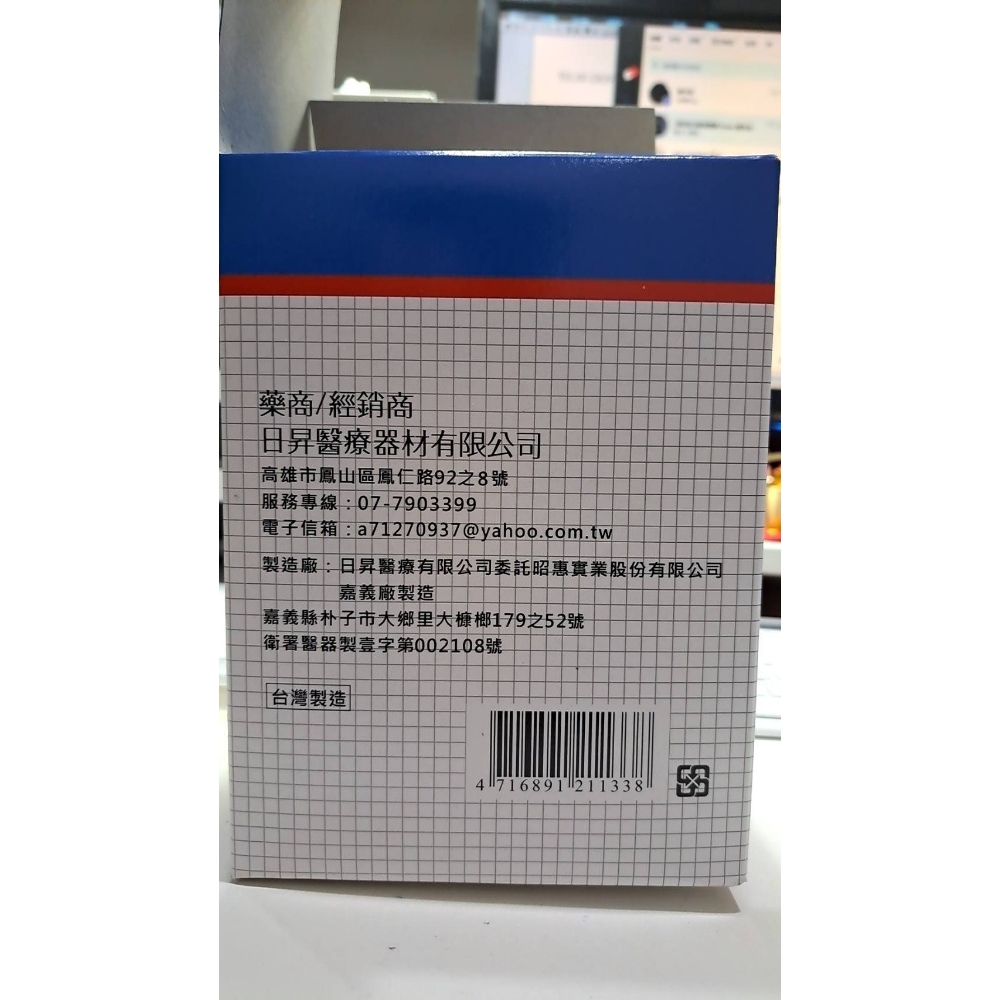 藥商/經銷商
日昇醫療器材有限公司
高雄市鳳山區鳳仁路92之8號
服務專線：07-7903399
電子信箱：a71270937@yahoo.com.tw
製造廠：日昇醫療有限公司委託昭惠實業股份有限公司
嘉義廠製造
嘉義縣朴子市大鄉里大槺榔179之52號
衛署醫器製壹字第002108號
台灣製造
4 716891 211338